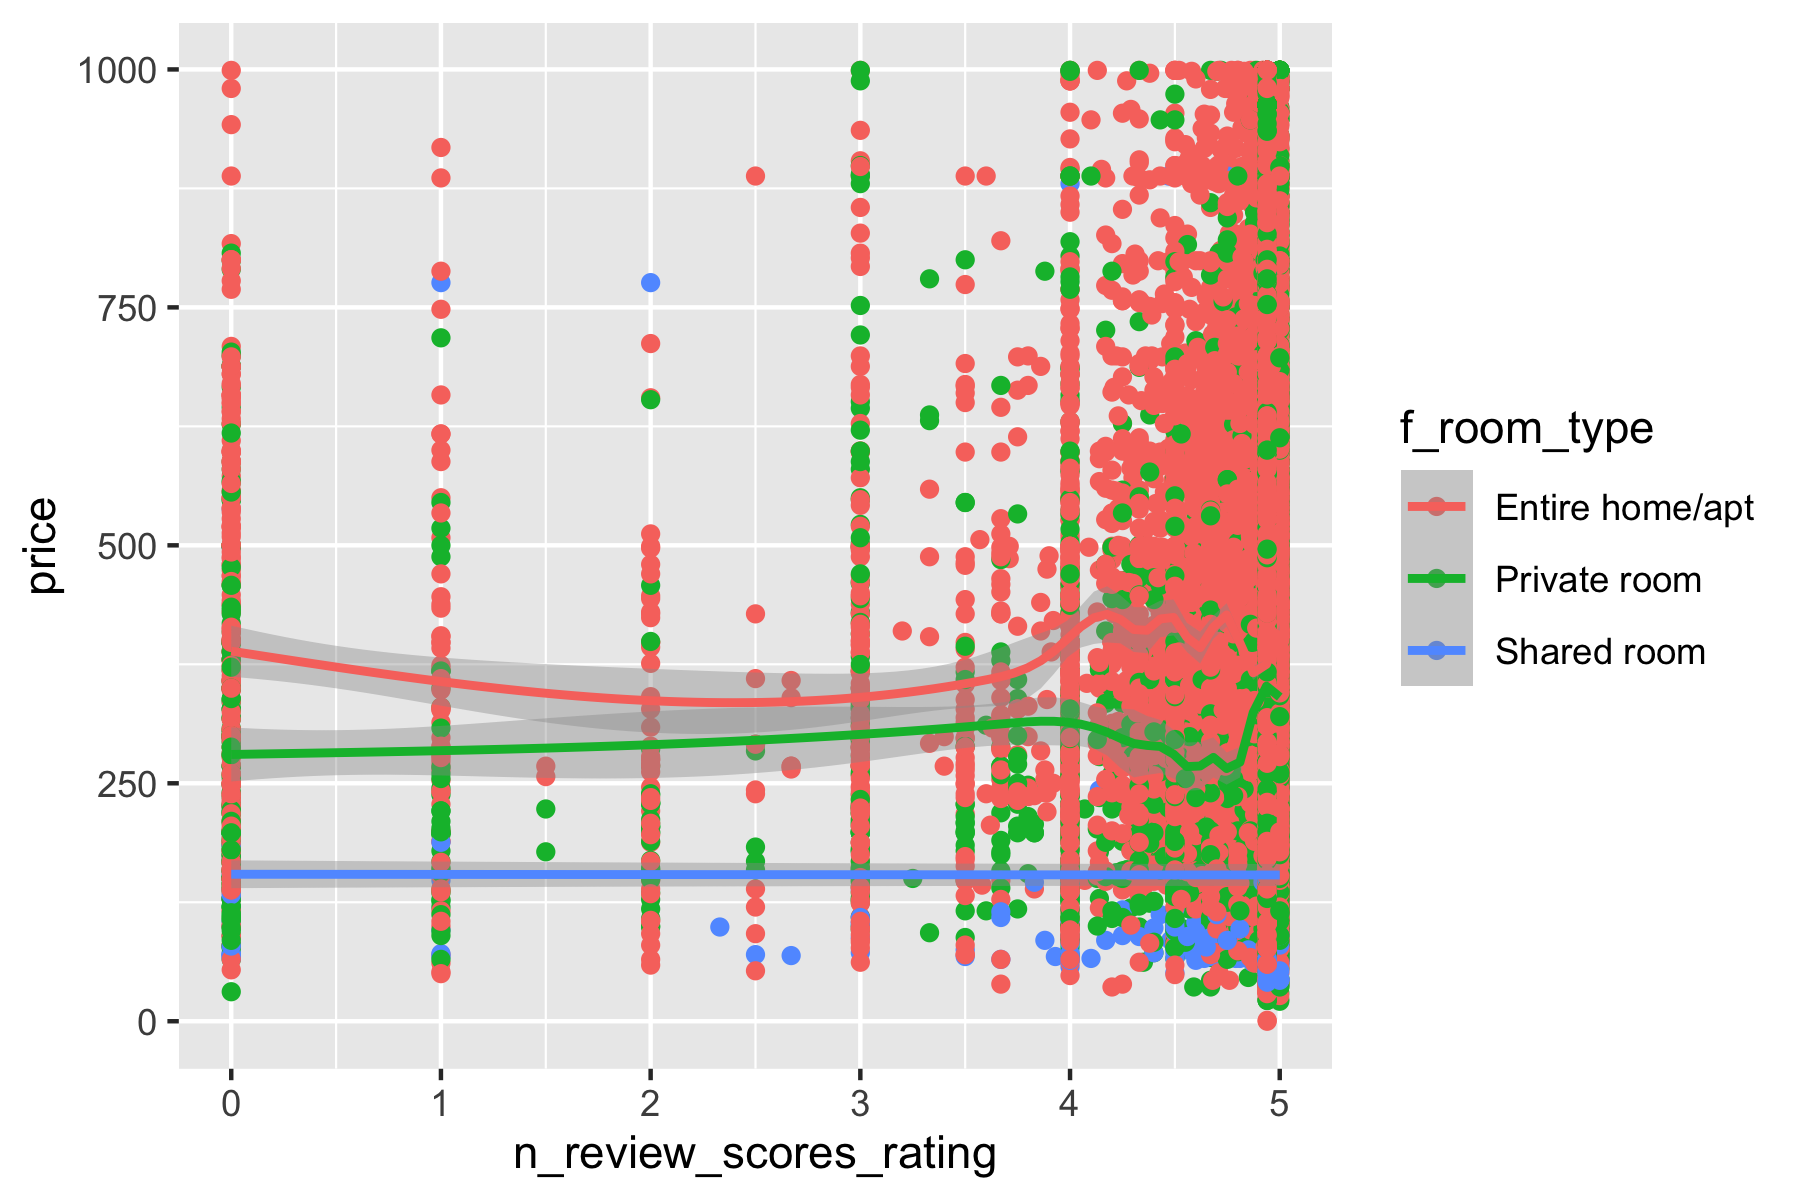 1000
750
500
250
0
price
0 1 2 3 4 5
n_review_scores_rating
f_room_type
Entire home/apt
Private room
Shared room